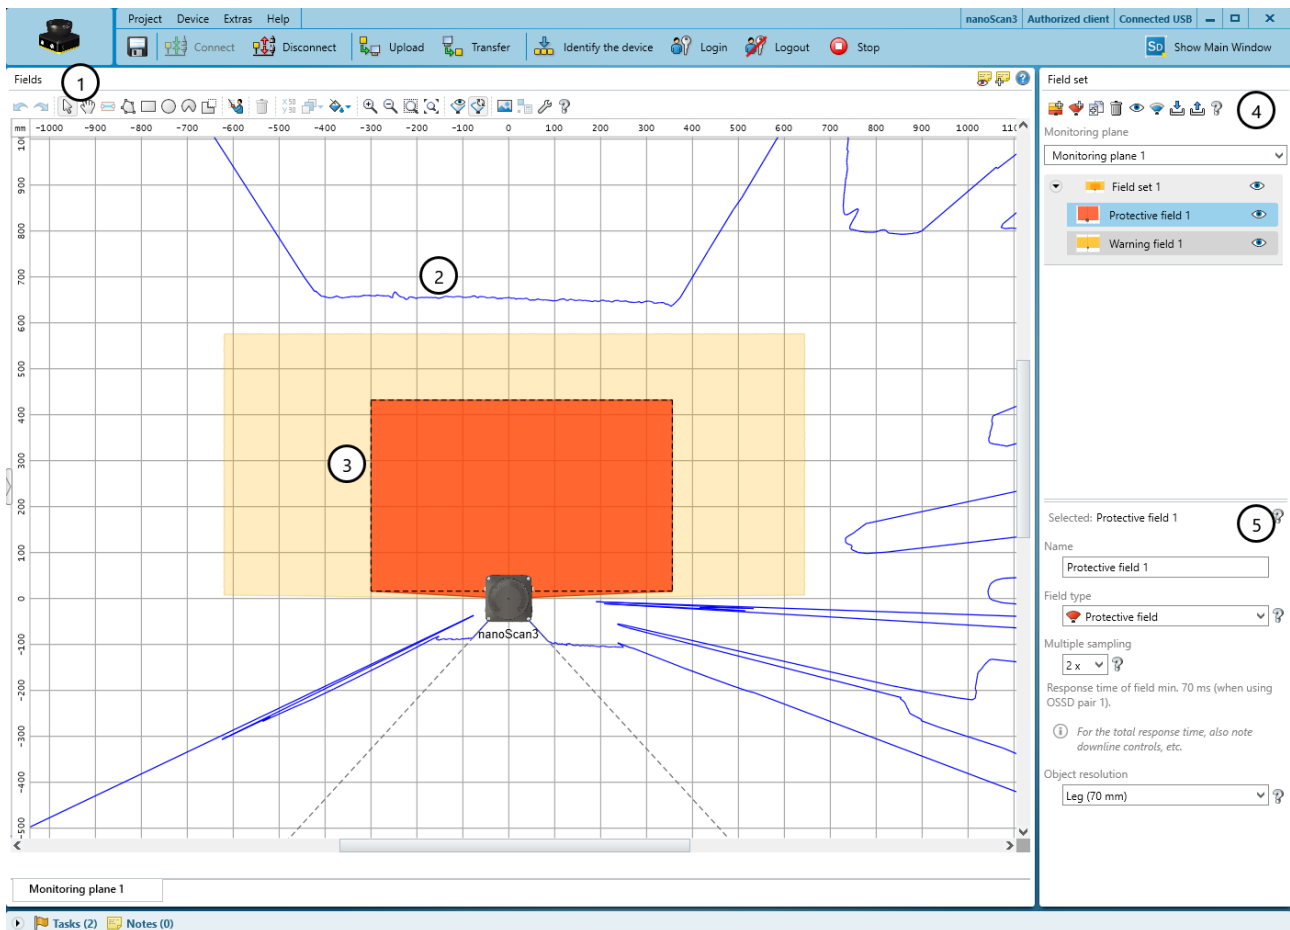 Project Device Extras Help
nanoScan3 Authorized client Connected USB
Connect Disconnect Upload Transfer Identify the device Login Logout Stop
SD Show Main Window
Fields
1
mm -1000 -900 -800 -700 -600 -500 -400 -300 -200 -100 0 100 200 300 400 500 600 700 800 900 1000 110
10
900
800
700
600
500
400
300
200
100
0
-100
-200
-300
-400
-500
2
3
nanoScan3
Monitoring plane 1
Field set
4
Monitoring plane
Monitoring plane 1
Field set 1
Protective field 1
Warning field 1
Selected: Protective field 1
5
Name
Protective field 1
Field type
Protective field
Multiple sampling
2 x
Response time of field min. 70 ms (when using
OSSD pair 1).
For the total response time, also note
downline controls, etc.
Object resolution
Leg (70 mm)
Tasks (2) Notes (0)